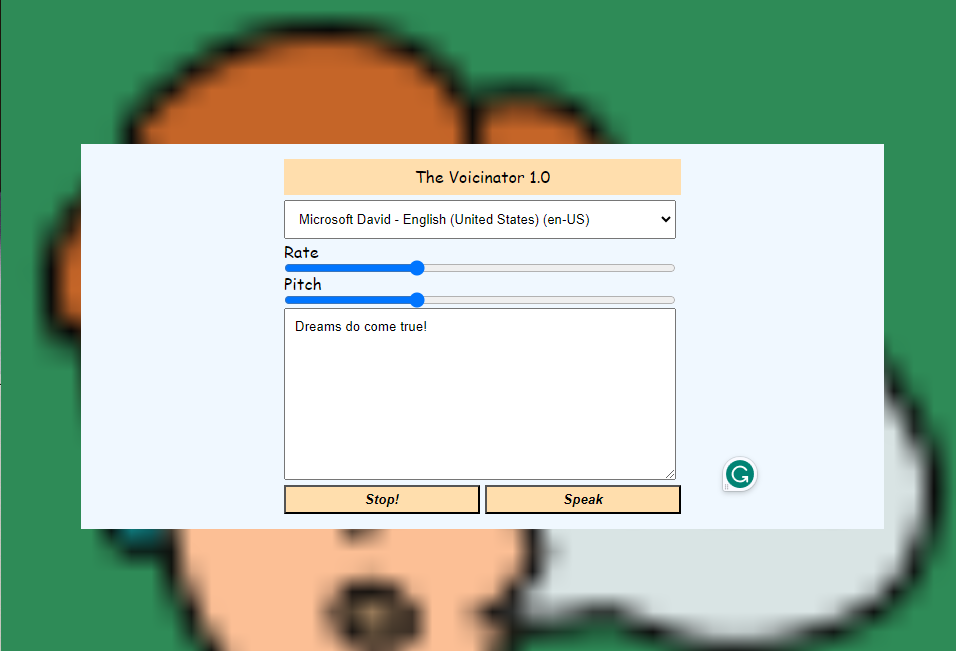 The Voicinator 1.0
Microsoft David - English (United States) (en-US)
Rate
Pitch
Dreams do come true!
Stop!
Speak